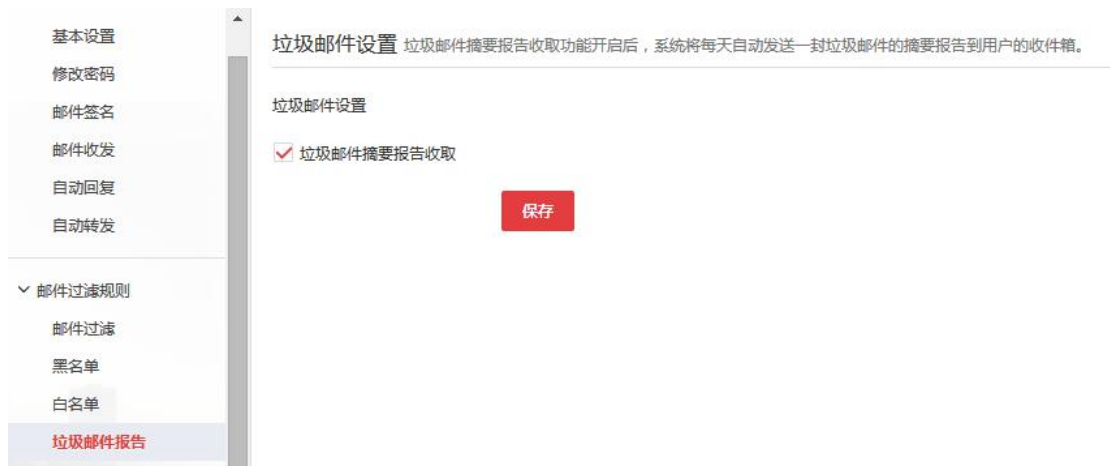 基本设置
修改密码
邮件签名
邮件收发
自动回复
自动转发
邮件过滤规则
邮件过滤
黑名单
白名单
垃圾邮件报告
垃圾邮件设置 垃圾邮件摘要报告收取功能开启后，系统将每天自动发送一封垃圾邮件的摘要报告到用户的收件箱。
垃圾邮件设置
垃圾邮件摘要报告收取
保存